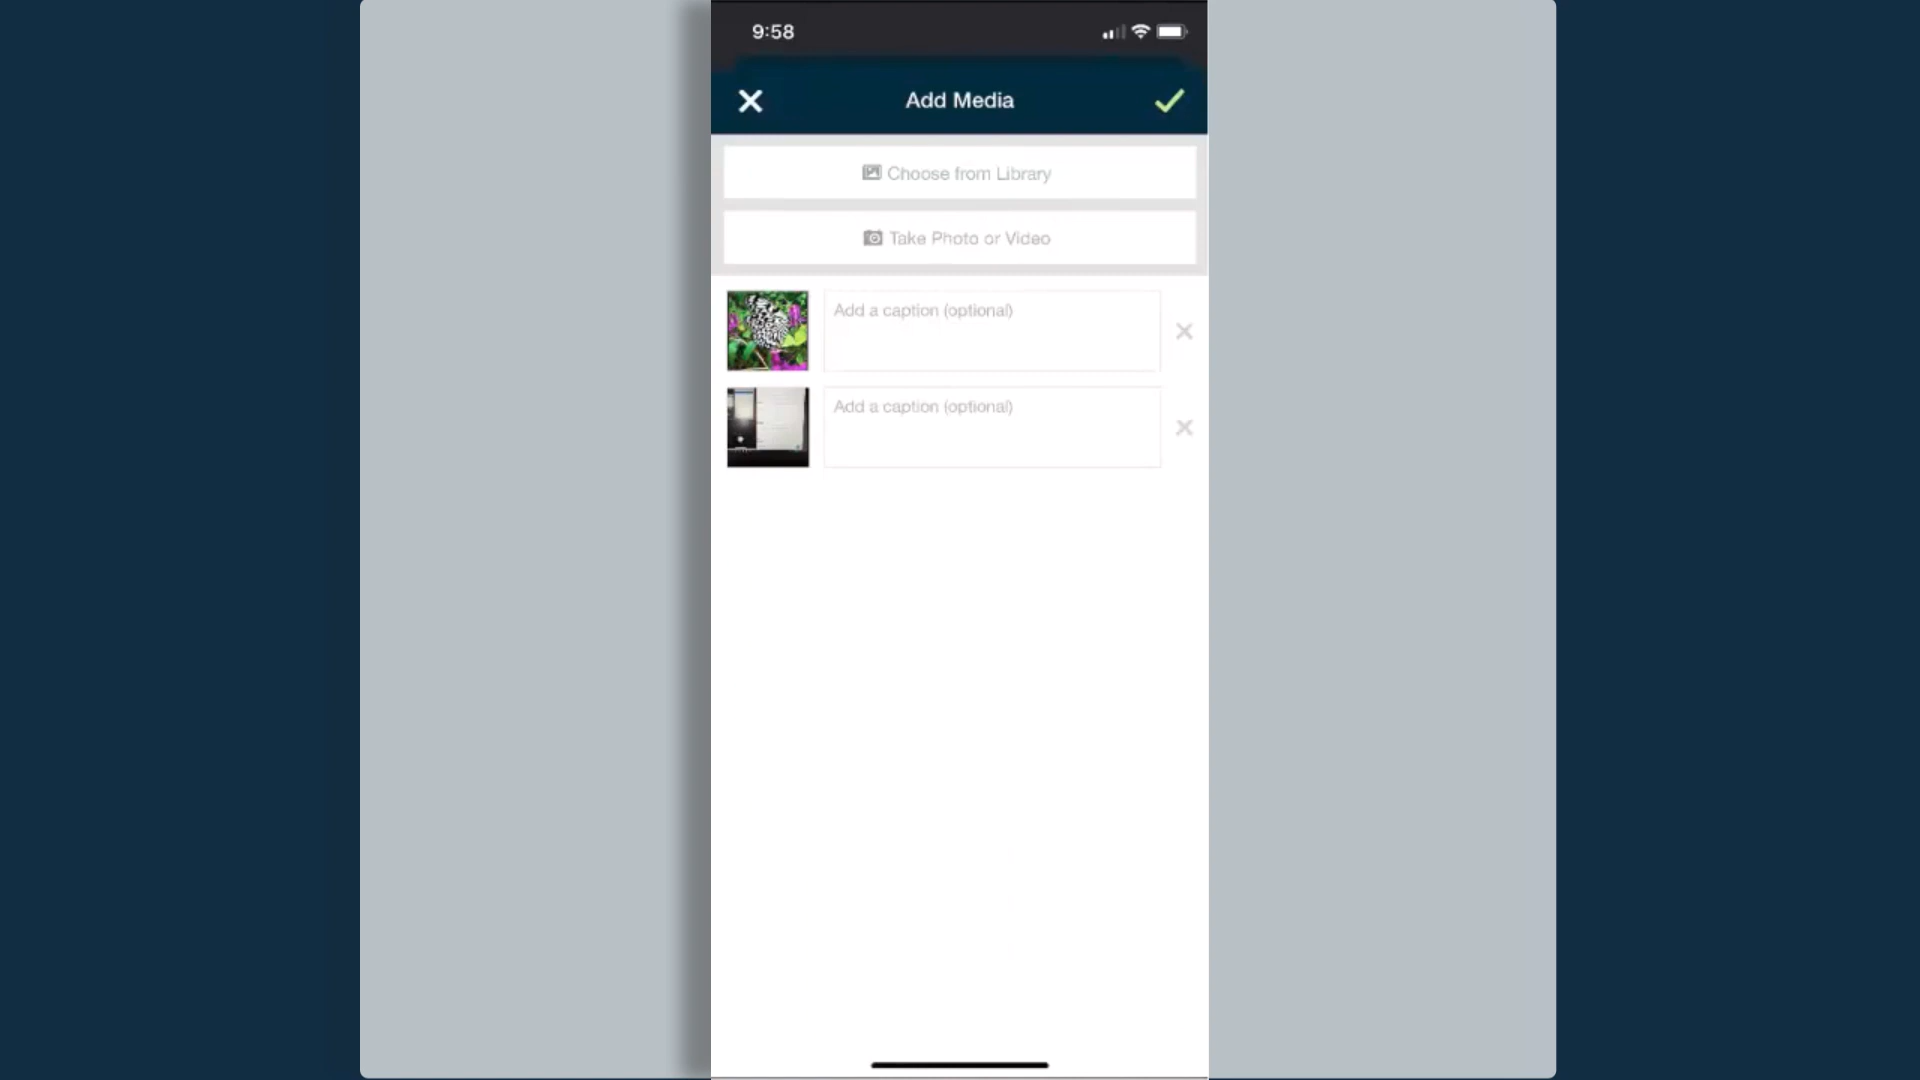 9:58
Add Media
Choose from Library
Take Photo or Video
Add a caption (optional)
Add a caption (optional)